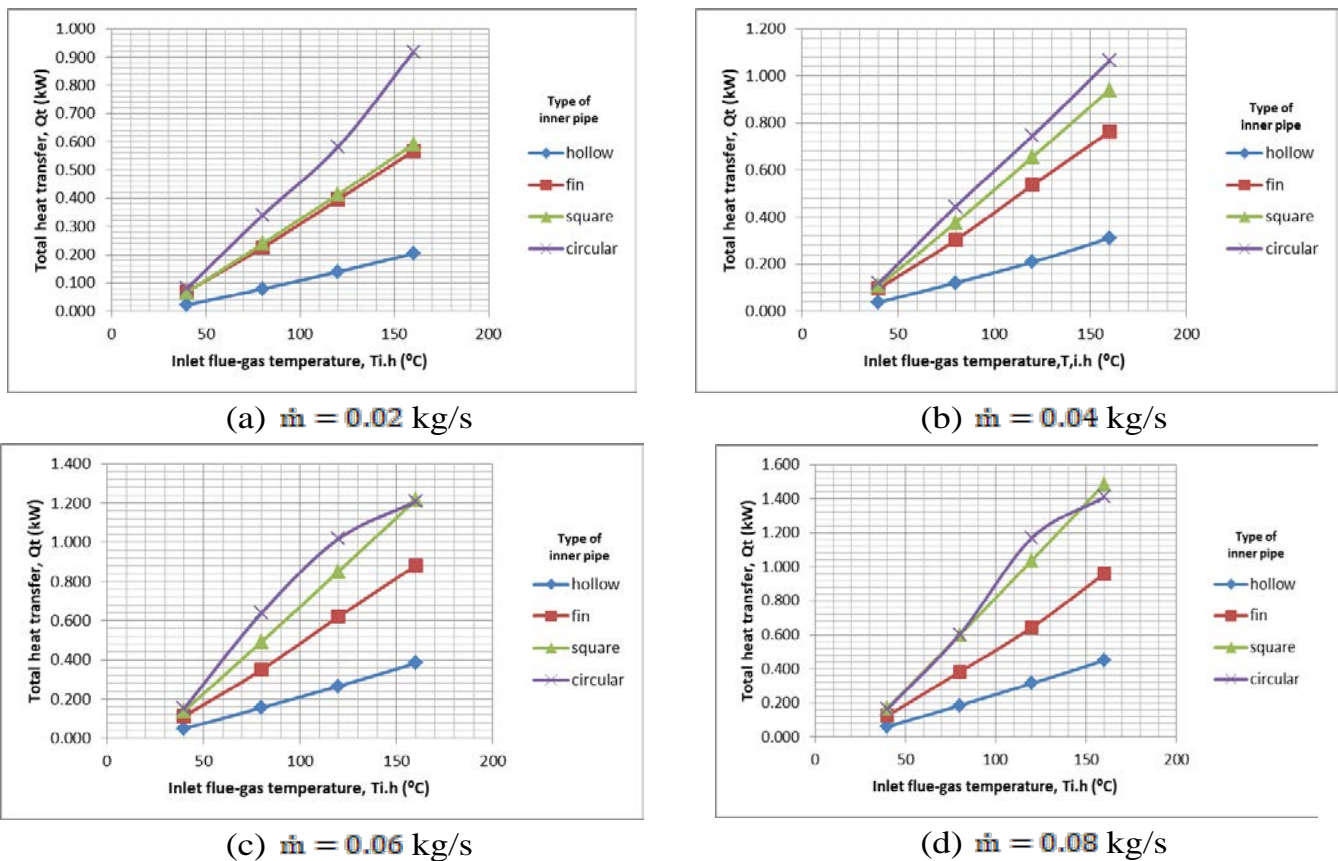 1.000
0.900
0.800
0.700
0.600
0.500
0.400
0.300
0.200
0.100
0.000
0
50
100
150
200
Total heat transfer, Qt (kW)
Inlet flue-gas temperature, Ti.h (⁰C)
Type of
inner pipe
hollow
fin
square
circular
(a) ṁ = 0.02 kg/s
1.200
1.000
0.800
0.600
0.400
0.200
0.000
0
50
100
150
200
Total heat transfer, Qt (kW)
Inlet flue-gas temperature,T,i.h (⁰C)
Type of
inner pipe
hollow
fin
square
circular
(b) ṁ = 0.04 kg/s
1.400
1.200
1.000
0.800
0.600
0.400
0.200
0.000
0
50
100
150
200
Total heat transfer, Qt (kW)
Inlet flue-gas temperature, Ti.h (⁰C)
Type of
inner pipe
hollow
fin
square
circular
(c) ṁ = 0.06 kg/s
1.600
1.400
1.200
1.000
0.800
0.600
0.400
0.200
0.000
0
50
100
150
200
Total heat transfer, Qt (kW)
Inlet flue-gas temperature, Ti.h (⁰C)
Type of
inner pipe
hollow
fin
square
circular
(d) ṁ = 0.08 kg/s